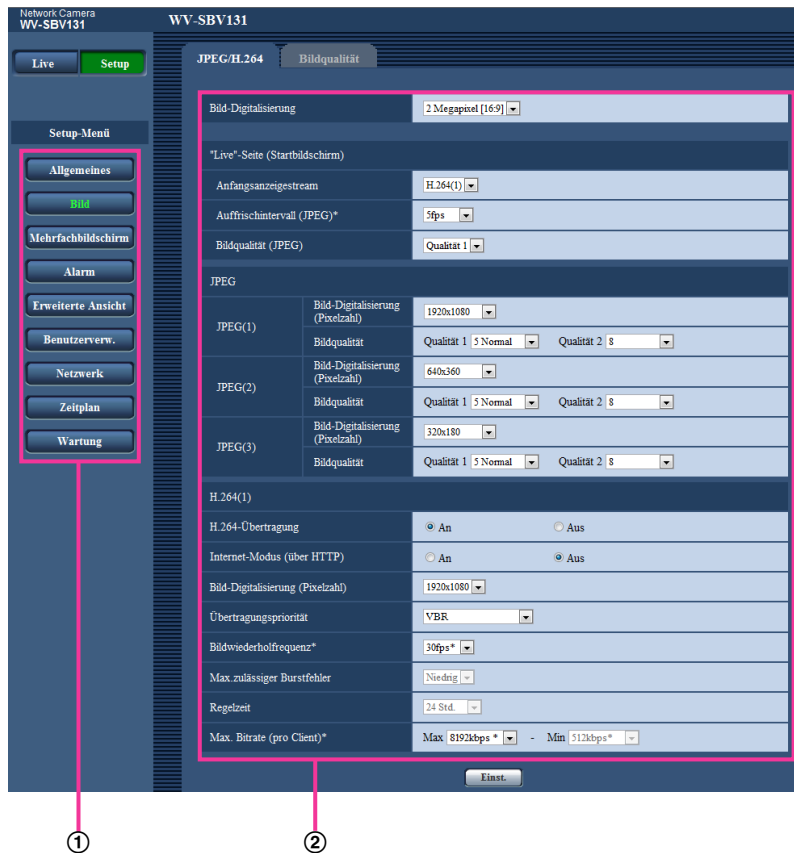 Network Camera
WV-SBV131
WV-SBV131
Live
Setup
JPEG/H.264
Bildqualität
Setup-Menü
Allgemeines
Bild
Mehrfachbildschirm
Alarm
Erweiterte Ansicht
Benutzerverw.
Netzwerk
Zeitplan
Wartung
Bild-Digitalisierung
2 Megapixel [16:9]
"Live"-Seite (Startbildschirm)
Anfangsanzeigestream
H.264(1)
Auffrischintervall (JPEG)*
5fps
Bildqualität (JPEG)
Qualität 1
JPEG
JPEG(1)
Bild-Digitalisierung
(Pixelzahl)
1920x1080
Bildqualität
Qualität 1 5 Normal Qualität 2 8
JPEG(2)
Bild-Digitalisierung
(Pixelzahl)
640x360
Bildqualität
Qualität 1 5 Normal Qualität 2 8
JPEG(3)
Bild-Digitalisierung
(Pixelzahl)
320x180
Bildqualität
Qualität 1 5 Normal Qualität 2 8
H.264(1)
H.264-Übertragung
An Aus
Internet-Modus (über HTTP)
An Aus
Bild-Digitalisierung (Pixelzahl)
1920x1080
Übertragungspriorität
VBR
Bildwiederholfrequenz*
30fps*
Max.zulässiger Burstfehler
Niedrig
Regelzeit
24 Std.
Max. Bitrate (pro Client)*
Max 8192kbps * - Min 512kbps*
Einst.
① ②